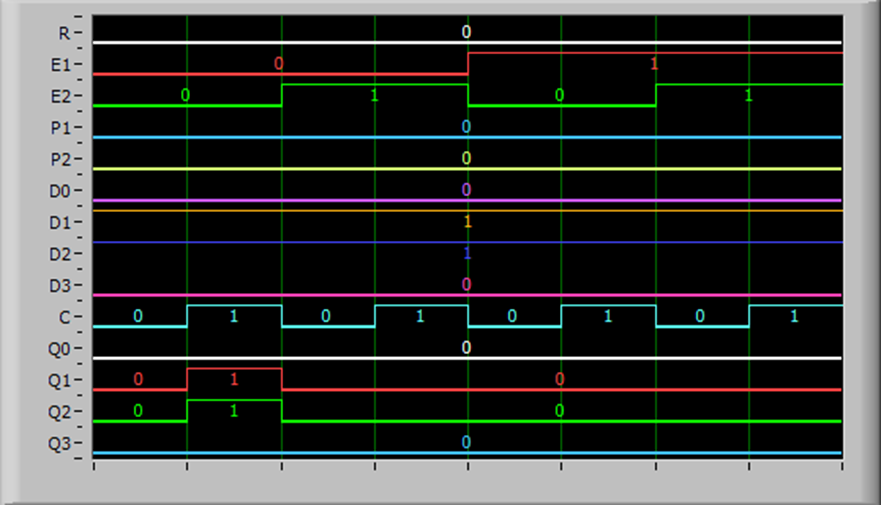 R 0
E1 0 1
E2 0 1 0 1
P1 0
P2 0
D0 0
D1 1
D2 1
D3 0
C 0 1 0 1 0 1 0 1
Q0 0
Q1 0 1 0
Q2 0 1 0
Q3 0